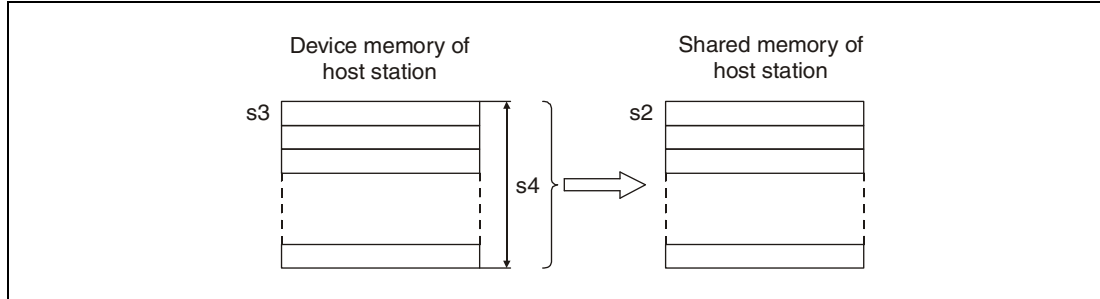 Device memory of
host station
Shared memory of
host station
s3
s4
s2